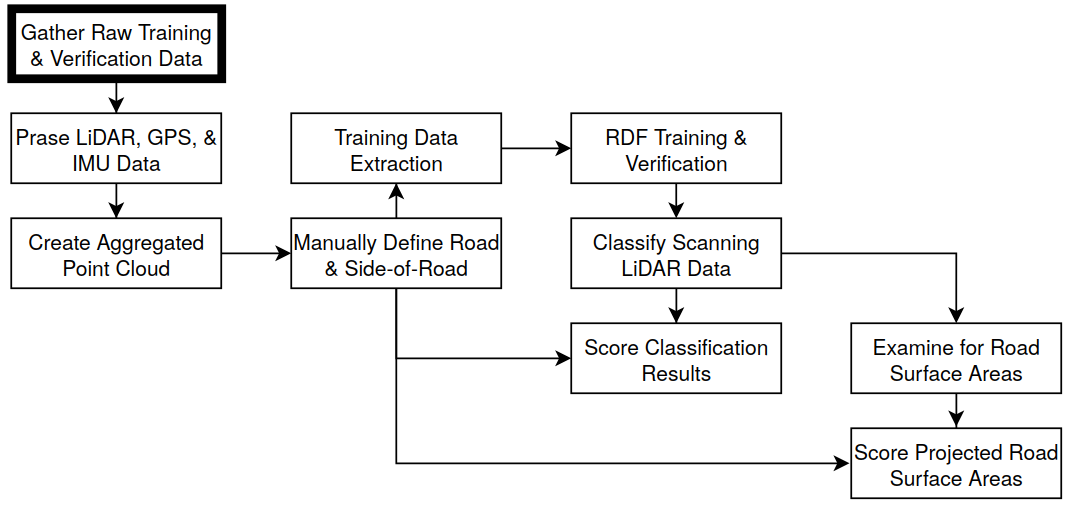 Gather Raw Training
& Verification Data
Prase LiDAR, GPS, &
IMU Data
Create Aggregated
Point Cloud
Training Data
Extraction
Manually Define Road
& Side-of-Road
RDF Training &
Verification
Classify Scanning
LiDAR Data
Score Classification
Results
Examine for Road
Surface Areas
Score Projected Road
Surface Areas